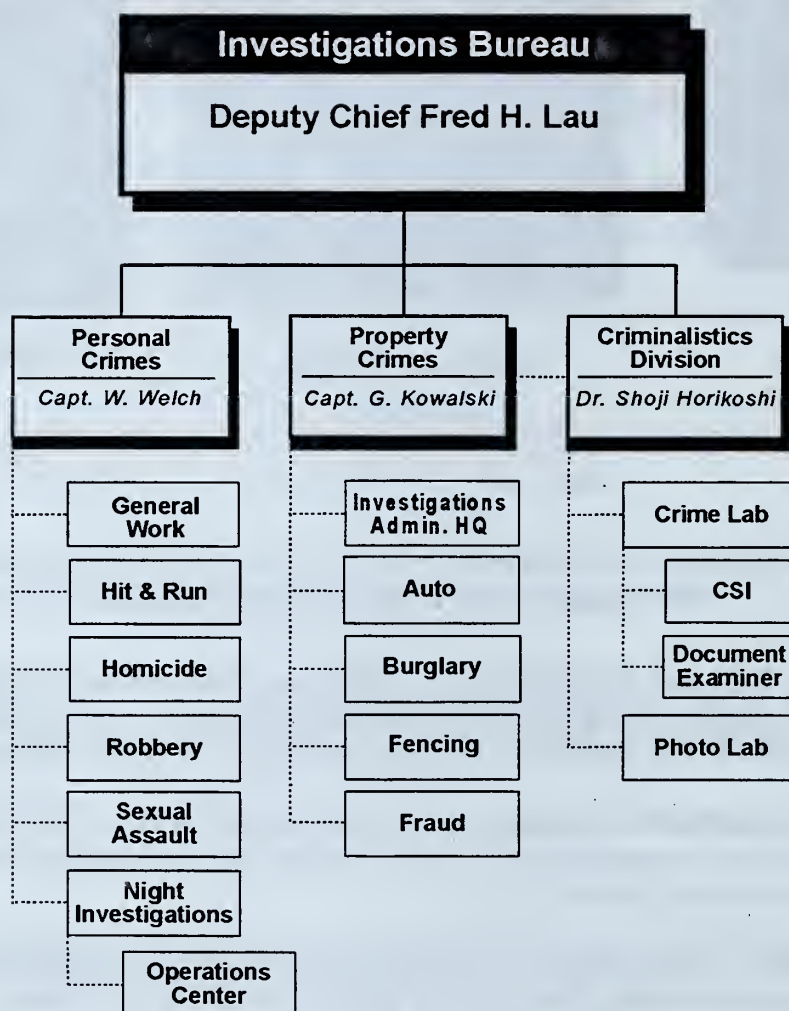 Investigations Bureau
Deputy Chief Fred H. Lau
Personal
Crimes
Capt. W. Welch
General
Work
Hit & Run
Homicide
Robbery
Sexual
Assault
Night
Investigations
Operations
Center
Property
Crimes
Capt. G. Kowalski
Investigations
Admin. HQ
Auto
Burglary
Fencing
Fraud
Criminalistics
Division
Dr. Shoji Horikoshi
Crime Lab
CSI
Document
Examiner
Photo Lab